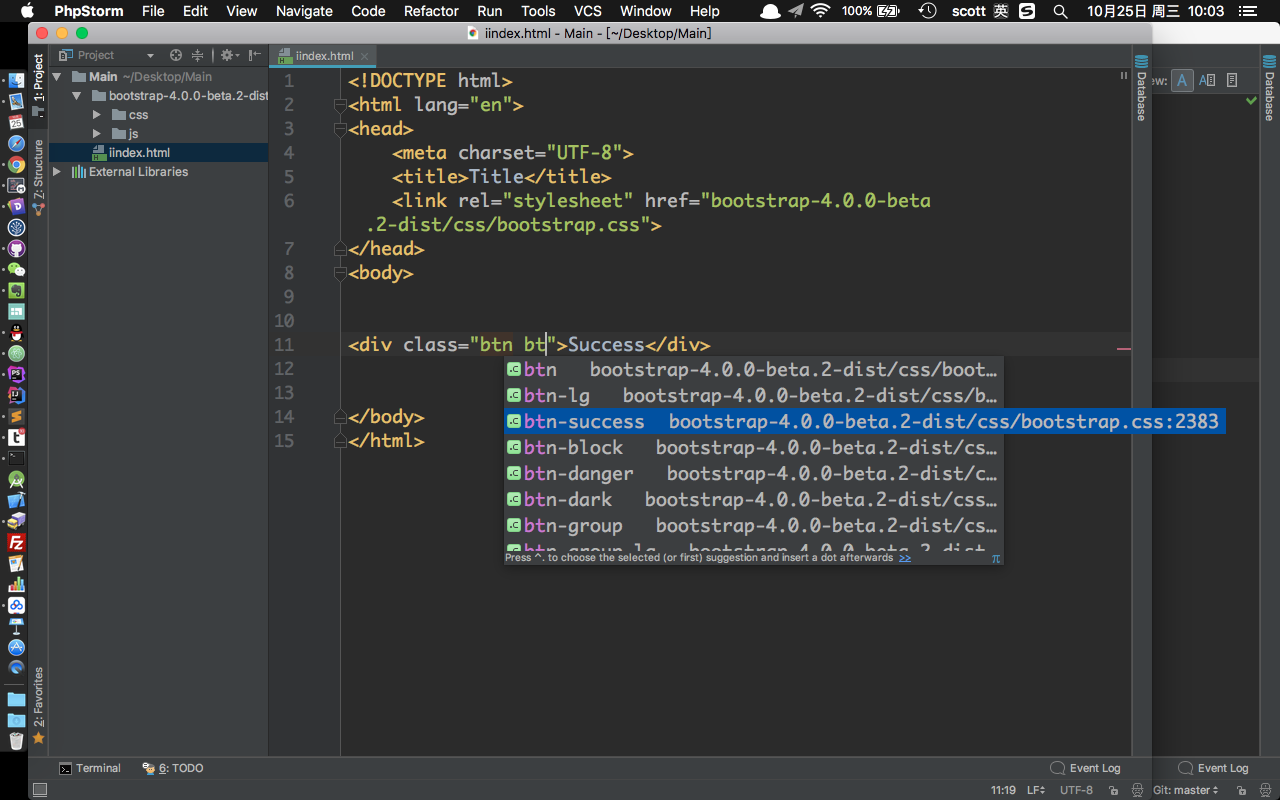 PhpStorm File Edit View Navigate Code Refactor Run Tools VCS Window Help 100% scott 英 S 10月25日 周三 10:03
iindex.html - Main - [~/Desktop/Main]
Project
1: Project
Z: Structure
2: Favorites
Main ~/Desktop/Main
bootstrap-4.0.0-beta.2-dist
css
js
iindex.html
External Libraries
iindex.html
1 <!DOCTYPE html>
2 <html lang="en">
3 <head>
4 <meta charset="UTF-8">
5 <title>Title</title>
6 <link rel="stylesheet" href="bootstrap-4.0.0-beta
.2-dist/css/bootstrap.css">
7 </head>
8 <body>
9
10
11 <div class="btn bt">Success</div>
12
13
14 </body>
15 </html>
btn bootstrap-4.0.0-beta.2-dist/css/boot…
btn-lg bootstrap-4.0.0-beta.2-dist/css/b…
btn-success bootstrap-4.0.0-beta.2-dist/css/bootstrap.css:2383
btn-block bootstrap-4.0.0-beta.2-dist/cs…
btn-danger bootstrap-4.0.0-beta.2-dist/c…
btn-dark bootstrap-4.0.0-beta.2-dist/css…
btn-group bootstrap-4.0.0-beta.2-dist/cs…
btn-group-lg bootstrap-4.0.0-beta.2-dist
Press ^. to choose the selected (or first) suggestion and insert a dot afterwards >> π
Database
ew: A
Database
Terminal 6: TODO Event Log Event Log
11:19 LF UTF-8 Git: master